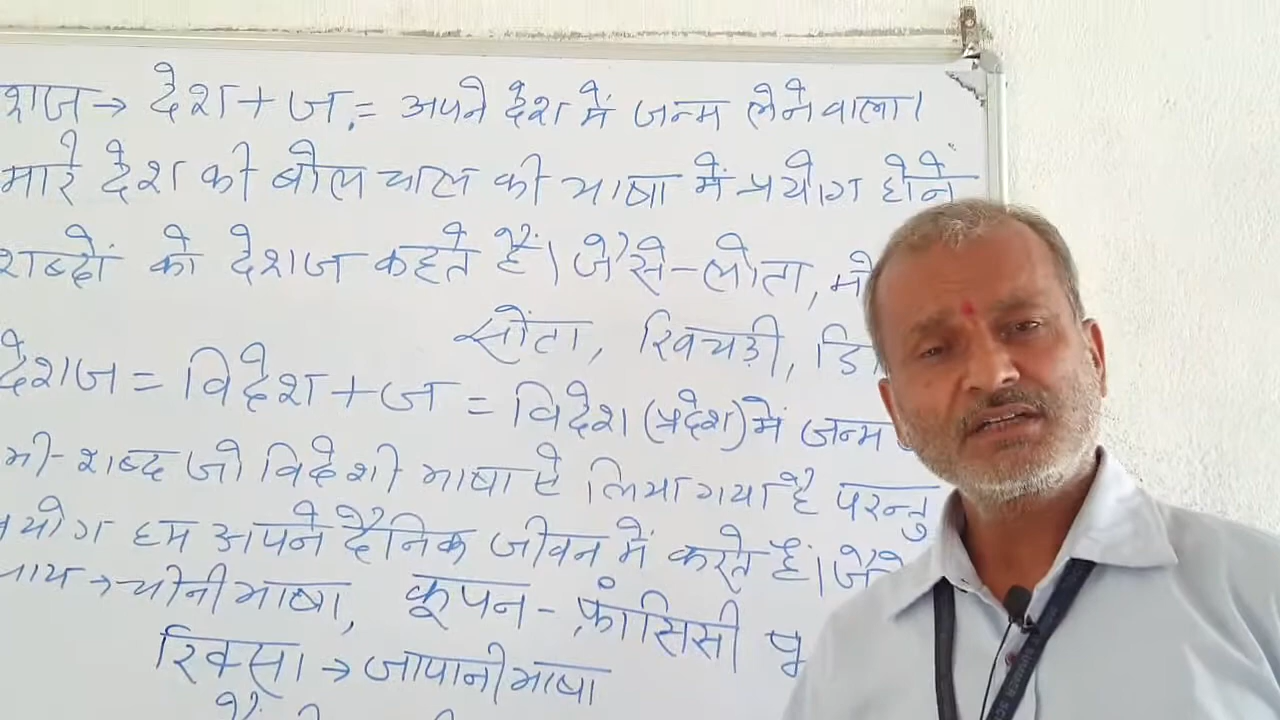 शज→ देश+ज = अपने देश में जन्म लेने वाला।
मारे देश की बोल चाल की भाषा में प्रयोग होने
शब्दों को देशज कहते हैं। जैसे-लोटा,
सोंटा, खिचड़ी, डि
देशज = विदेश+ज = विदेश (प्रदेश) में जन्म
भी-शब्द जो विदेशी भाषा से लिया गया है परन्तु
योग हम अपने दैनिक जीवन में करते हैं। जैसे
चाय→चीनी भाषा, कूपन-फ्रांसिसी
रिक्सा→जापानी भाषा